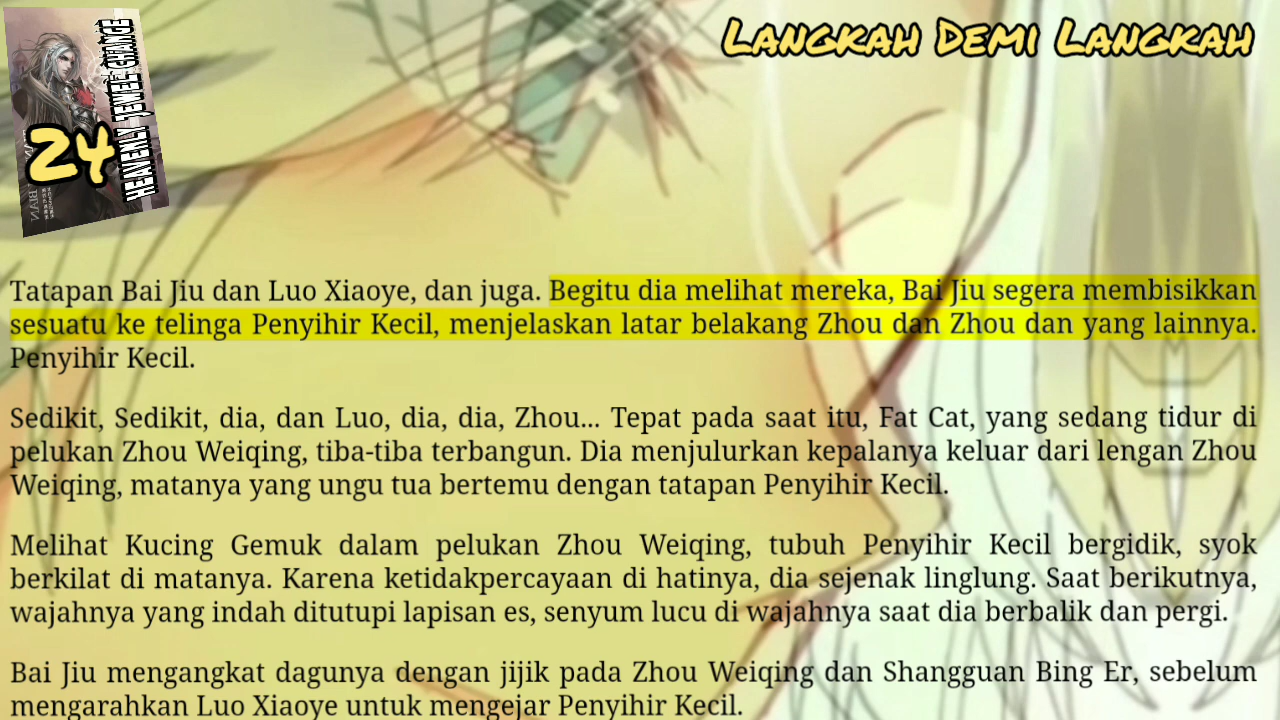 Langkah Demi Langkah
24
HEAVENLY JEWEL CHANGE
Tatapan Bai Jiu dan Luo Xiaoye, dan juga. Begitu dia melihat mereka, Bai Jiu segera membisikkan
sesuatu ke telinga Penyihir Kecil, menjelaskan latar belakang Zhou dan Zhou dan yang lainnya.
Penyihir Kecil.
Sedikit, Sedikit, dia, dan Luo, dia, dia, Zhou... Tepat pada saat itu, Fat Cat, yang sedang tidur di
pelukan Zhou Weiqing, tiba-tiba terbangun. Dia menjulurkan kepalanya keluar dari lengan Zhou
Weiqing, matanya yang ungu tua bertemu dengan tatapan Penyihir Kecil.
Melihat Kucing Gemuk dalam pelukan Zhou Weiqing, tubuh Penyihir Kecil bergidik, syok
berkilat di matanya. Karena ketidakpercayaan di hatinya, dia sejenak linglung. Saat berikutnya,
wajahnya yang indah ditutupi lapisan es, senyum lucu di wajahnya saat dia berbalik dan pergi.
Bai Jiu mengangkat dagunya dengan jijik pada Zhou Weiqing dan Shangguan Bing Er, sebelum
mengarahkan Luo Xiaoye untuk mengejar Penyihir Kecil.